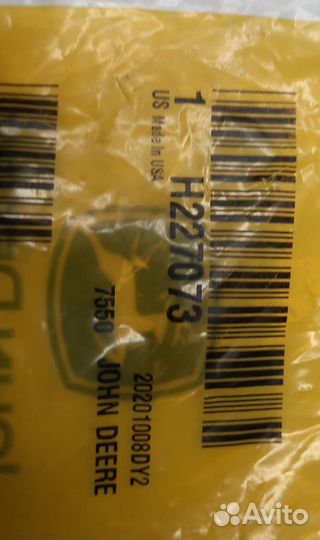 1
US Made in USA
H227073
20201008DY2
7550 JOHN DEERE
Avito